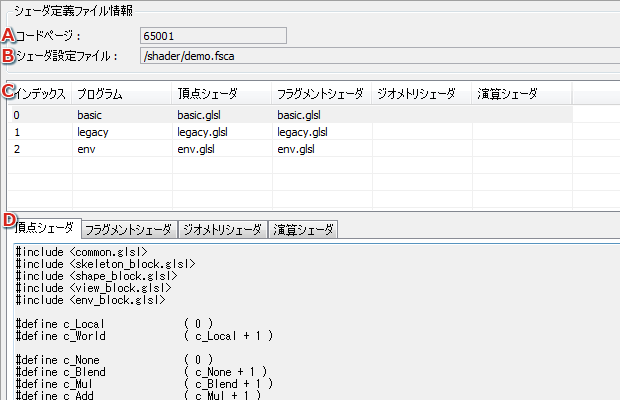 シェーダ定義ファイル情報
A コードページ： 65001
B シェーダ設定ファイル： /shader/demo.fsca
C インデックス プログラム 頂点シェーダ フラグメントシェーダ ジオメトリシェーダ 演算シェーダ
0 basic basic.glsl basic.glsl
1 legacy legacy.glsl legacy.glsl
2 env env.glsl env.glsl
D 頂点シェーダ フラグメントシェーダ ジオメトリシェーダ 演算シェーダ
#include <common.glsl>
#include <skeleton_block.glsl>
#include <shape_block.glsl>
#include <view_block.glsl>
#include <env_block.glsl>
#define c_Local ( 0 )
#define c_World ( c_Local + 1 )
#define c_None ( 0 )
#define c_Blend ( c_None + 1 )
#define c_Mul ( c_Blend + 1 )
#define c_Add ( c_Mul + 1 )